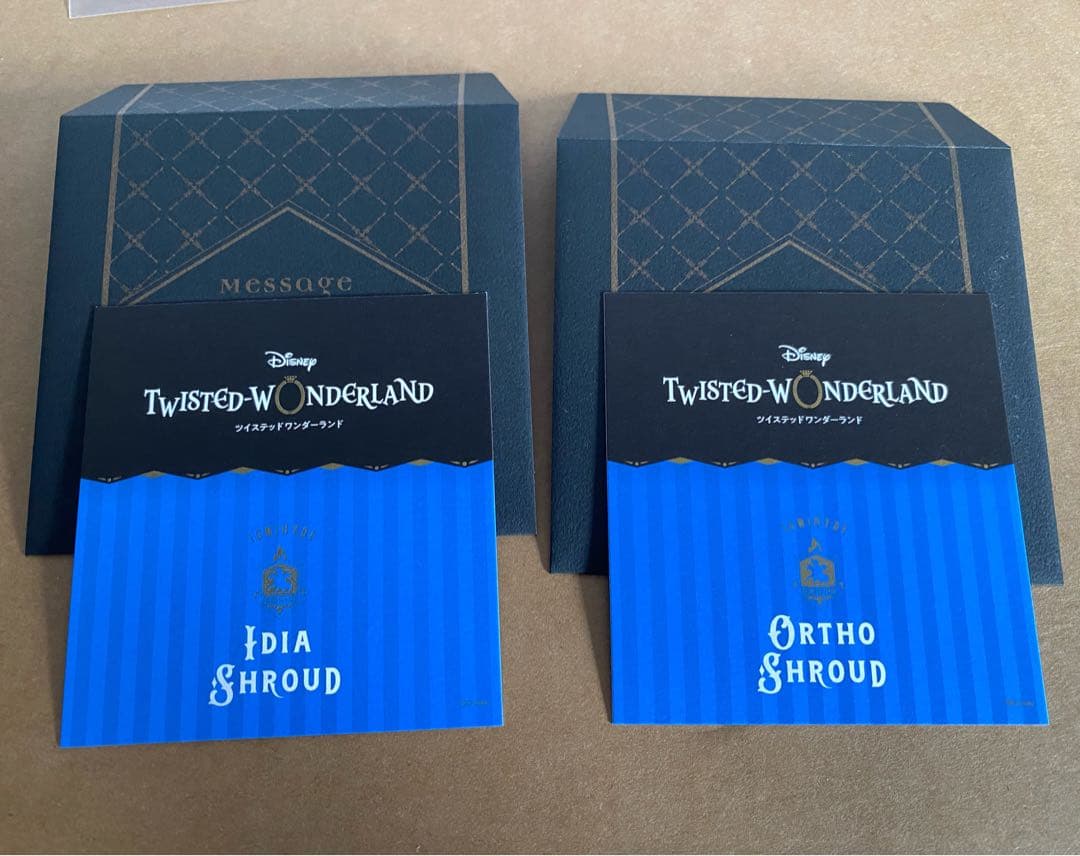 Message
Disney
TWISTED-WONDERLAND
ツイステッドワンダーランド
IDIA
SHROUD
Disney
TWISTED-WONDERLAND
ツイステッドワンダーランド
ORTHO
SHROUD